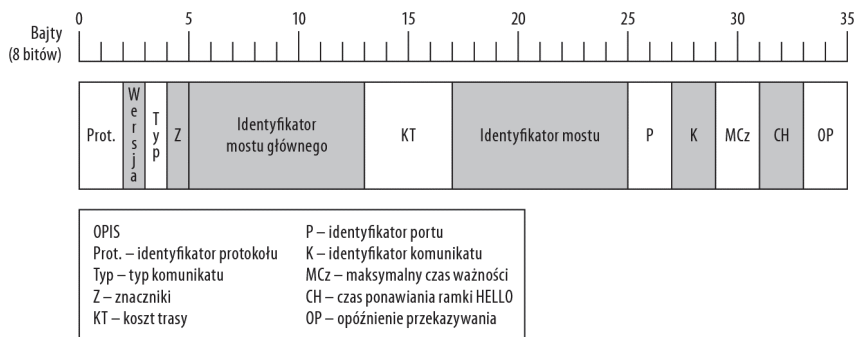 0 5 10 15 20 25 30 35
Bajty
(8 bitów)
Prot. Wersja Typ Z Identyfikator mostu głównego KT Identyfikator mostu P K MCz CH OP
OPIS
Prot. – identyfikator protokołu
Typ – typ komunikatu
Z – znaczniki
KT – koszt trasy
P – identyfikator portu
K – identyfikator komunikatu
MCz – maksymalny czas ważności
CH – czas ponawiania ramki HELLO
OP – opóźnienie przekazywania